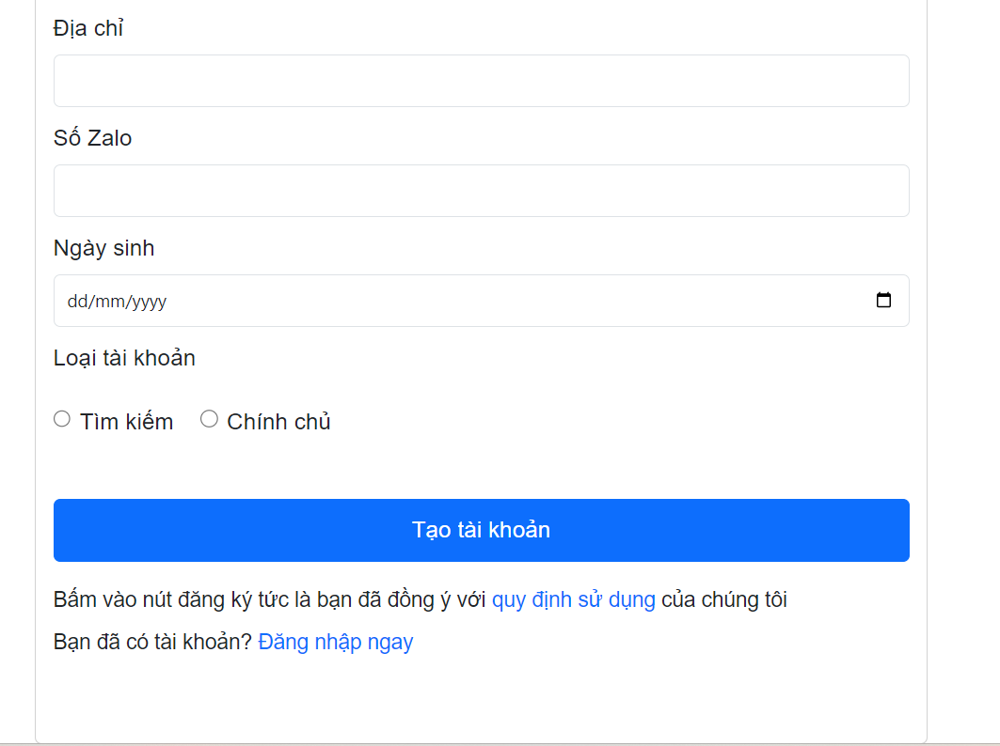 Địa chỉ
Số Zalo
Ngày sinh
dd/mm/yyyy
Loại tài khoản
Tìm kiếm Chính chủ
Tạo tài khoản
Bấm vào nút đăng ký tức là bạn đã đồng ý với quy định sử dụng của chúng tôi
Bạn đã có tài khoản? Đăng nhập ngay